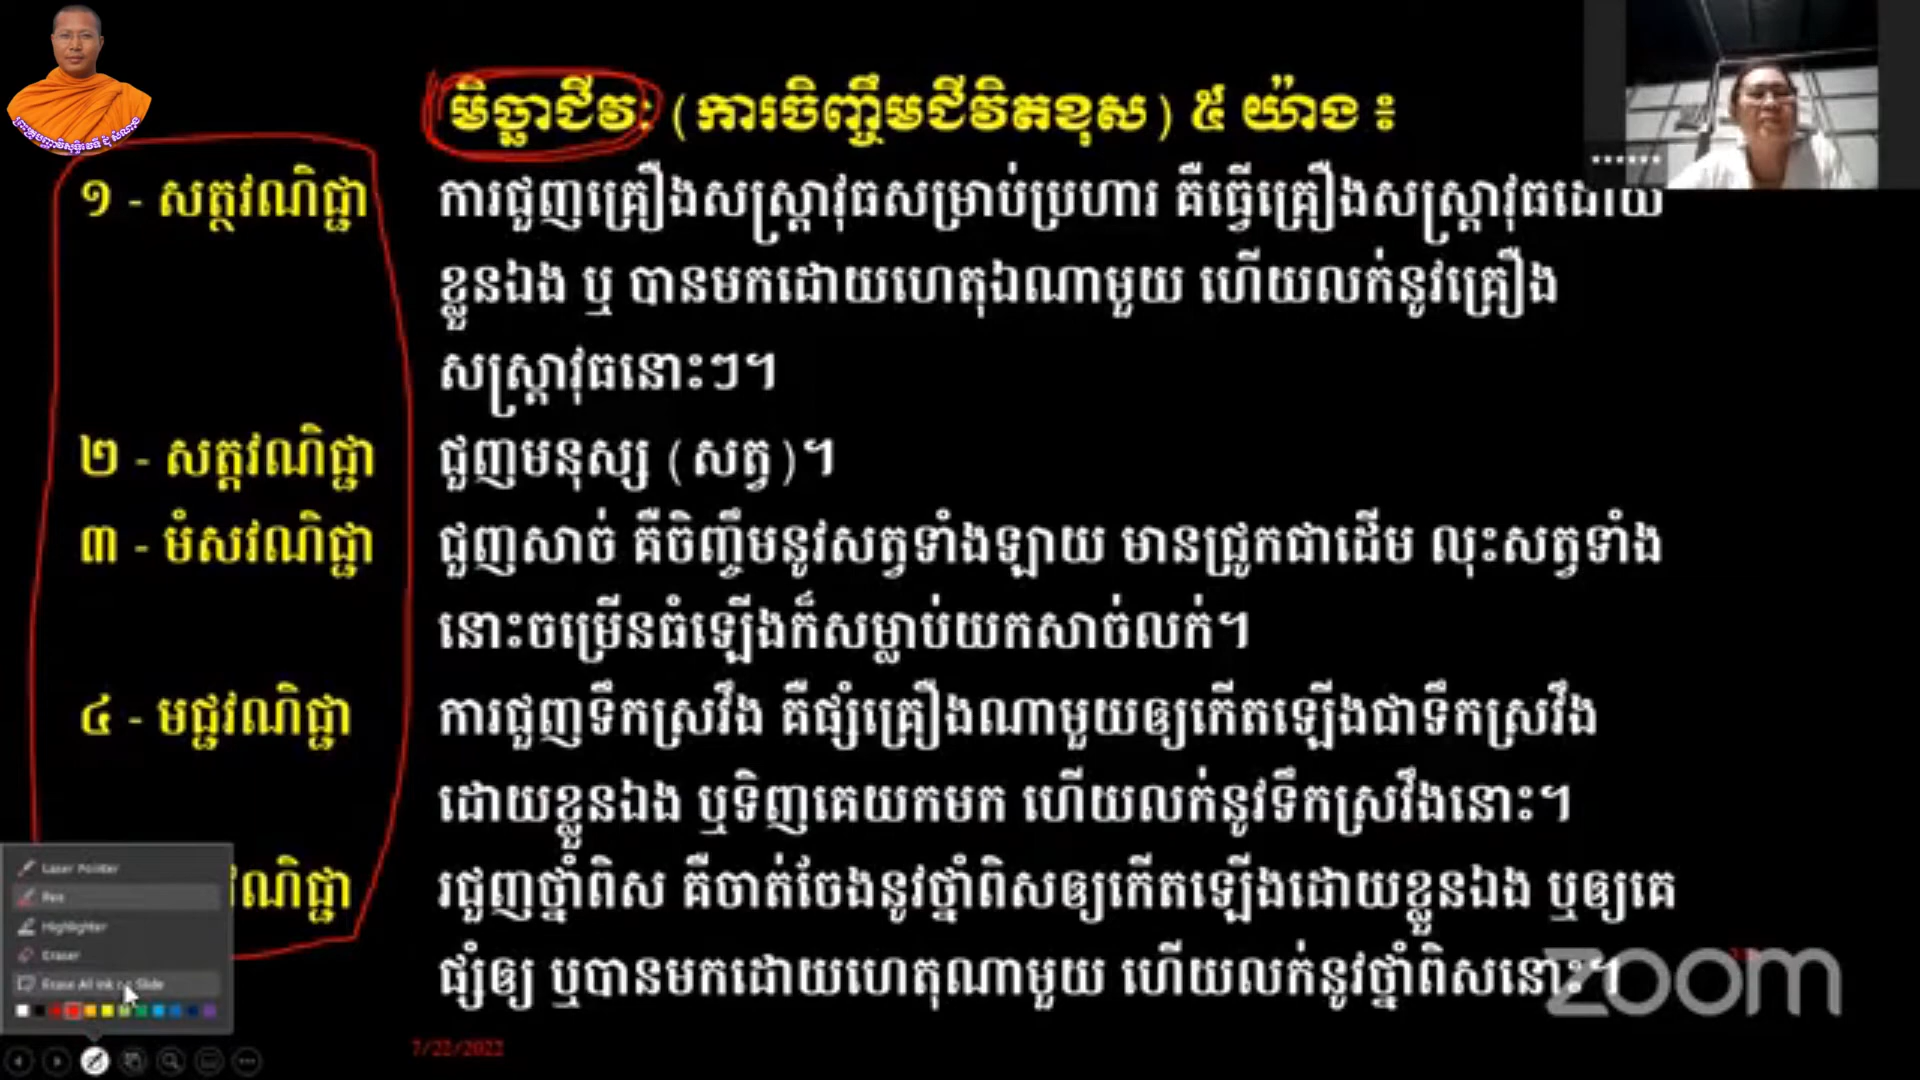 មិច្ឆាជីវៈ (ការចិញ្ចឹមជីវិតខុស) ៥ យ៉ាង ៖
១ - សត្ថវណិជ្ជា ការជួញគ្រឿងសស្ត្រាវុធសម្រាប់ប្រហារ គឺធ្វើគ្រឿងសស្ត្រាវុធដោយ
ខ្លួនឯង ឬ បានមកដោយហេតុឯណាមួយ ហើយលក់នូវគ្រឿង
សស្ត្រាវុធនោះៗ។
២ - សត្តវណិជ្ជា ជួញមនុស្ស (សត្វ)។
៣ - មំសវណិជ្ជា ជួញសាច់ គឺចិញ្ចឹមនូវសត្វទាំងឡាយ មានជ្រូកជាដើម លុះសត្វទាំង
នោះចម្រើនធំឡើងក៏សម្លាប់យកសាច់លក់។
៤ - មជ្ជវណិជ្ជា ការជួញទឹកស្រវឹង គឺផ្សំគ្រឿងណាមួយឲ្យកើតឡើងជាទឹកស្រវឹង
ដោយខ្លួនឯង ឬទិញគេយកមក ហើយលក់នូវទឹកស្រវឹងនោះ។
វណិជ្ជា រជួញថ្នាំពិស គឺចាត់ចែងនូវថ្នាំពិសឲ្យកើតឡើងដោយខ្លួនឯង ឬឲ្យគេ
ផ្សំឲ្យ ឬបានមកដោយហេតុណាមួយ ហើយលក់នូវថ្នាំពិសនោះ។
zoom
Laser Pointer
Pen
Highlighter
Eraser
Erase All Ink on Slide
7/22/2022